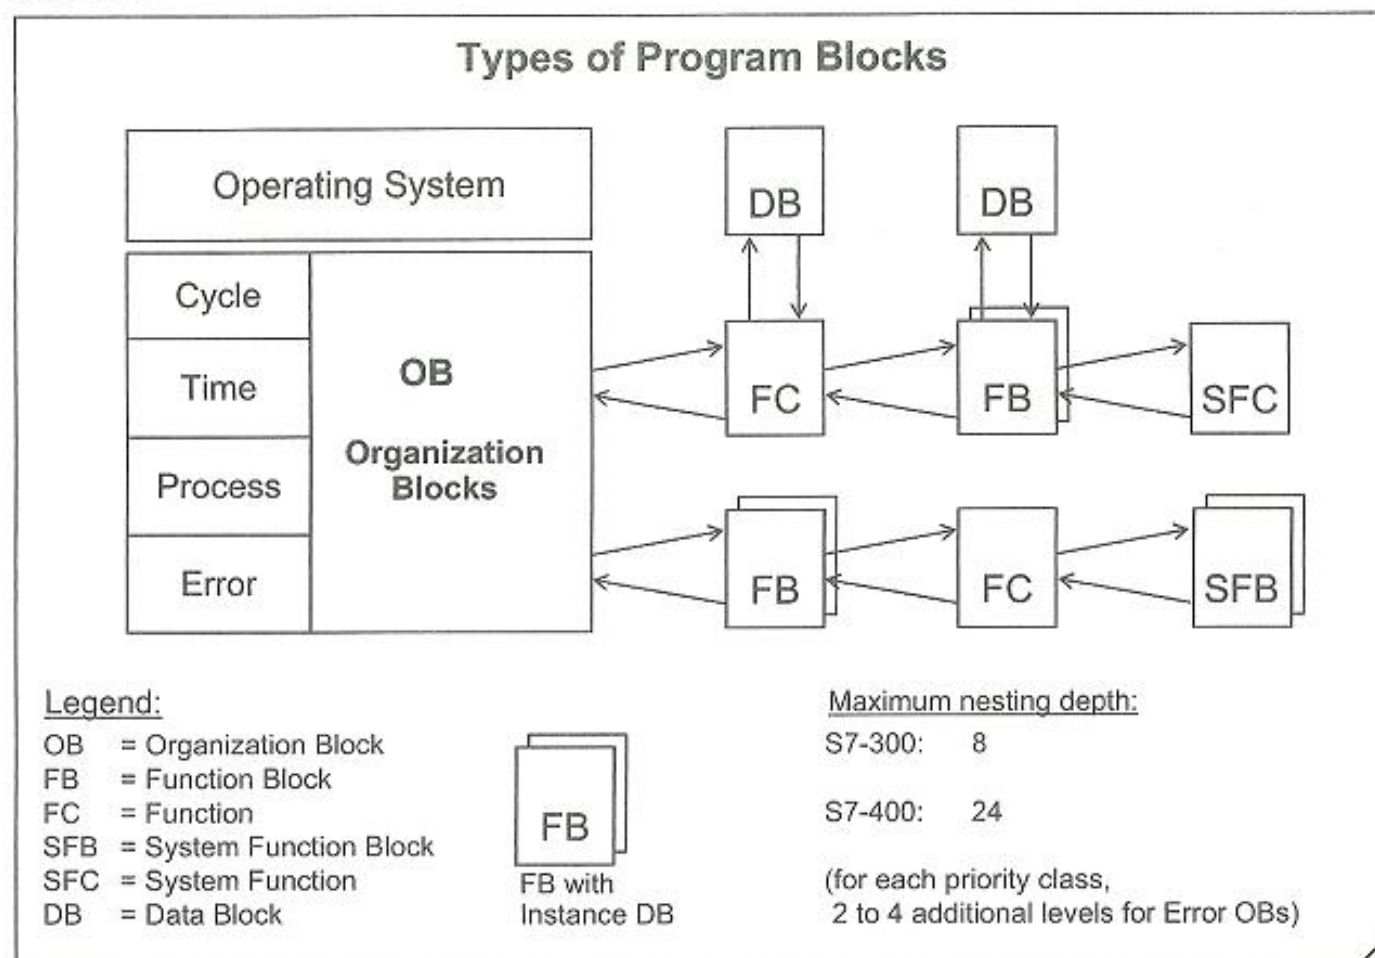 Types of Program Blocks
Operating System
DB
DB
Cycle
Time
Process
Error
OB
Organization
Blocks
FC
FB
SFC
FB
FC
SFB
Legend:
OB = Organization Block
FB = Function Block
FC = Function
SFB = System Function Block
SFC = System Function
DB = Data Block
FB
FB with
Instance DB
Maximum nesting depth:
S7-300: 8
S7-400: 24
(for each priority class,
2 to 4 additional levels for Error OBs)